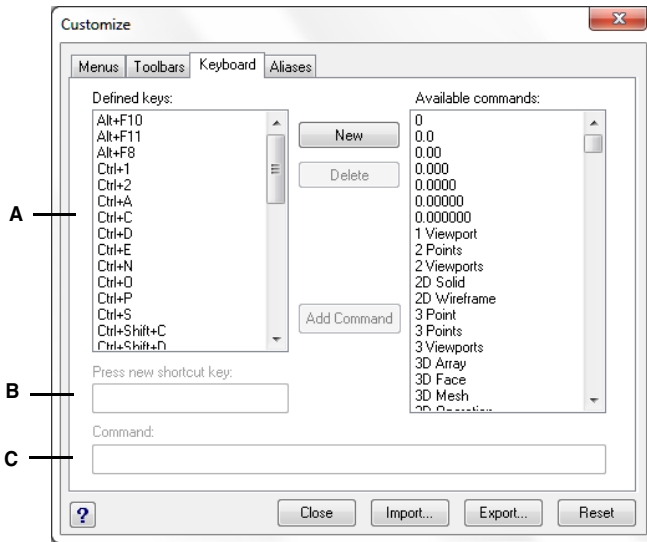 Customize
Menus Toolbars Keyboard Aliases
Defined keys:
Alt+F10
Alt+F11
Alt+F8
Ctrl+1
Ctrl+2
Ctrl+A
Ctrl+C
Ctrl+D
Ctrl+E
Ctrl+N
Ctrl+O
Ctrl+P
Ctrl+S
Ctrl+Shift+C
Ctrl+Shift+D
New
Delete
Add Command
Available commands:
0
0.0
0.00
0.000
0.0000
0.00000
0.000000
1 Viewport
2 Points
2 Viewports
2D Solid
2D Wireframe
3 Point
3 Points
3 Viewports
3D Array
3D Face
3D Mesh
3D Operation
A
Press new shortcut key:
B
Command:
C
?
Close
Import...
Export...
Reset